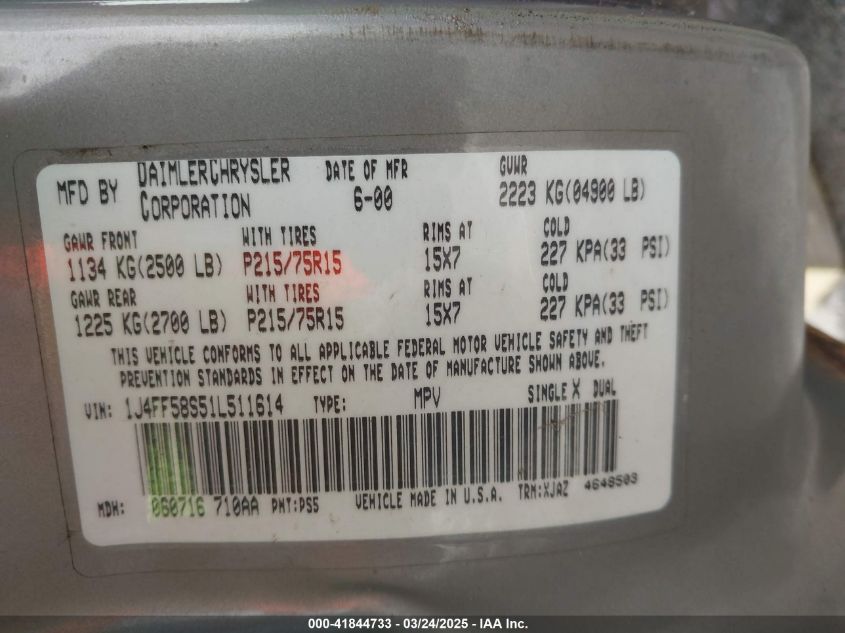 MFD BY DAIMLERCHRYSLER CORPORATION DATE OF MFR 6-00 GVWR 2223 KG(04900 LB)
GAWR FRONT WITH TIRES RIMS AT COLD
1134 KG(2500 LB) P215/75R15 15X7 227 KPA(33 PSI)
GAWR REAR WITH TIRES RIMS AT COLD
1225 KG(2700 LB) P215/75R15 15X7 227 KPA(33 PSI)
THIS VEHICLE CONFORMS TO ALL APPLICABLE FEDERAL MOTOR VEHICLE SAFETY AND THEFT
PREVENTION STANDARDS IN EFFECT ON THE DATE OF MANUFACTURE SHOWN ABOVE.
VIN: 1J4FF58S51L511614 TYPE: MPV SINGLE X DUAL
MDH: 060716 710AA PNT:PS5 VEHICLE MADE IN U.S.A. TRM:XJAZ 4648503
000-41844733 - 03/24/2025 - IAA Inc.